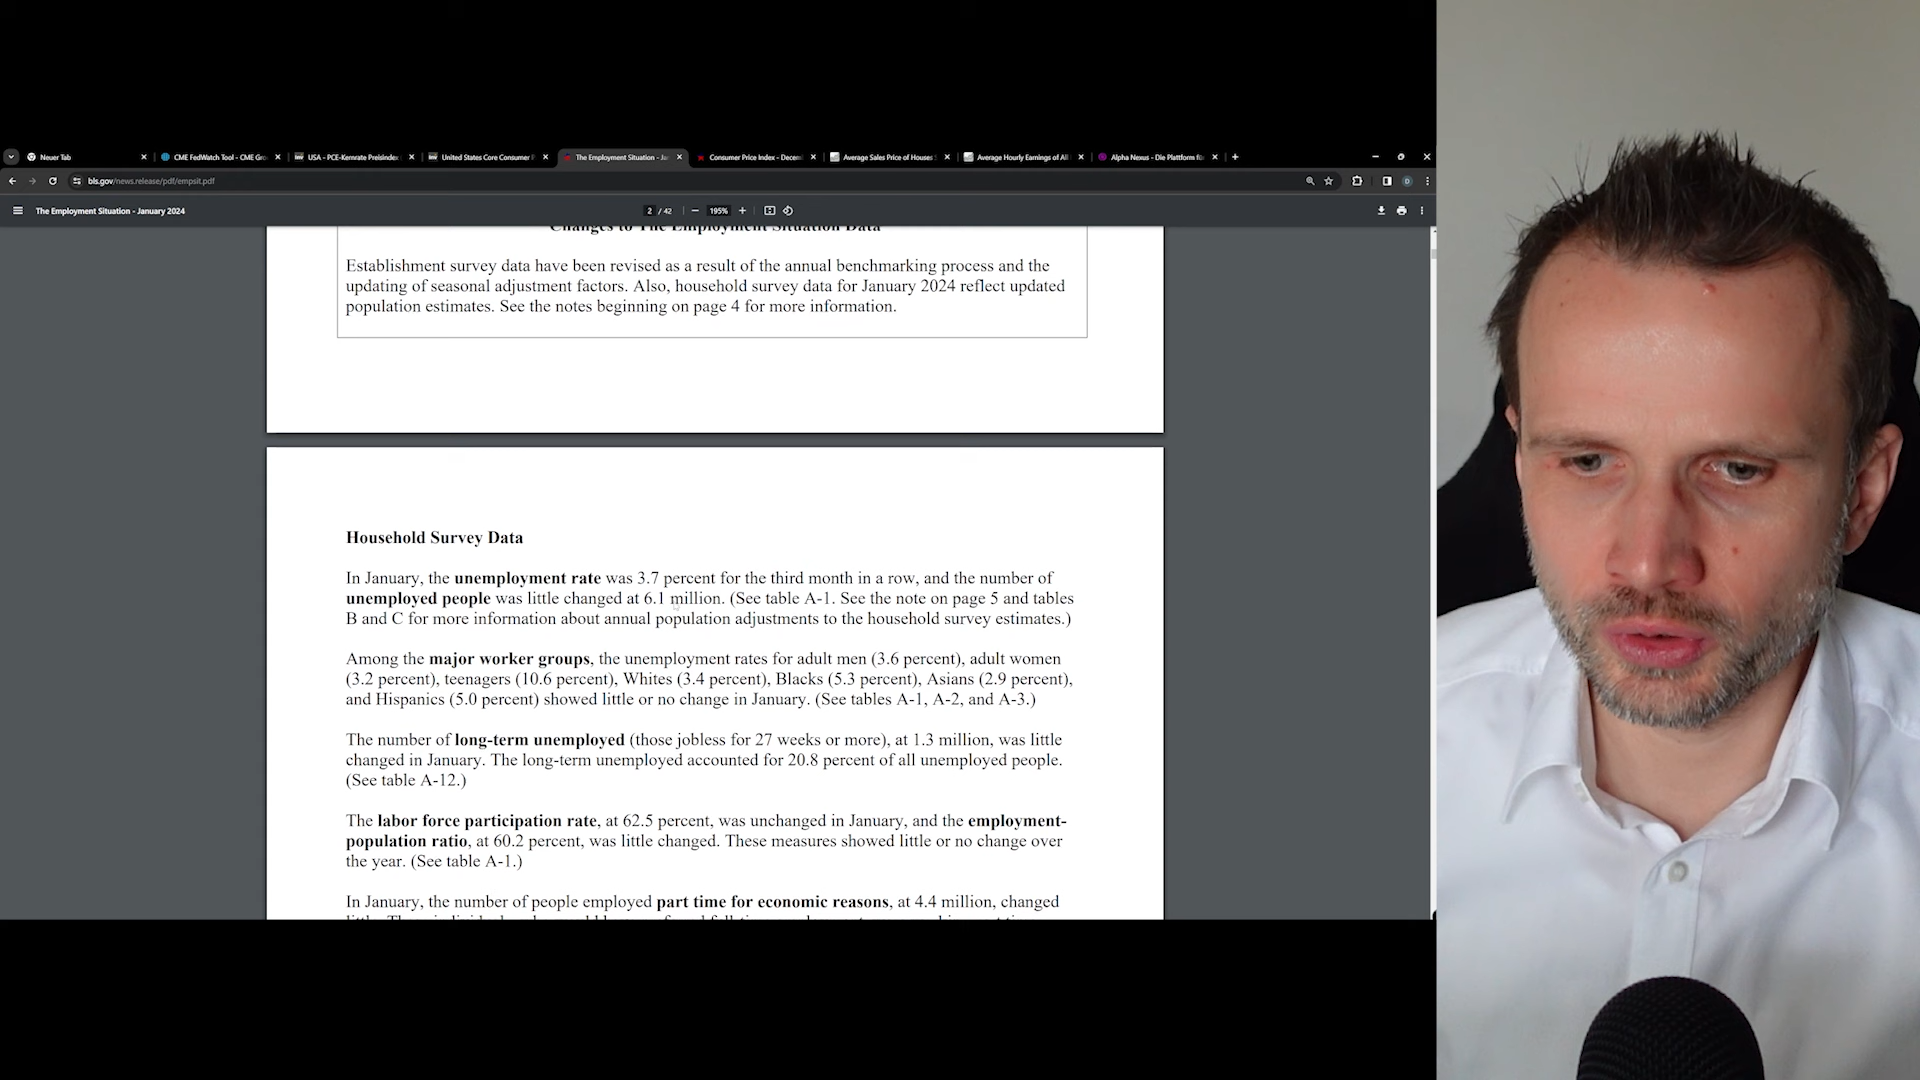 Neuer Tab
CME FedWatch Tool - CME Gro
USA - PCE-Kernrate Preisindex
United States Core Consumer P
The Employment Situation - Ja
Consumer Price Index - Decem
Average Sales Price of Houses
Average Hourly Earnings of All
Alpha Nexus - Die Plattform fü
bls.gov/news.release/pdf/empsit.pdf
The Employment Situation - January 2024
2 / 42
195%
Changes to The Employment Situation Data
Establishment survey data have been revised as a result of the annual benchmarking process and the
updating of seasonal adjustment factors. Also, household survey data for January 2024 reflect updated
population estimates. See the notes beginning on page 4 for more information.
Household Survey Data
In January, the unemployment rate was 3.7 percent for the third month in a row, and the number of
unemployed people was little changed at 6.1 million. (See table A-1. See the note on page 5 and tables
B and C for more information about annual population adjustments to the household survey estimates.)
Among the major worker groups, the unemployment rates for adult men (3.6 percent), adult women
(3.2 percent), teenagers (10.6 percent), Whites (3.4 percent), Blacks (5.3 percent), Asians (2.9 percent),
and Hispanics (5.0 percent) showed little or no change in January. (See tables A-1, A-2, and A-3.)
The number of long-term unemployed (those jobless for 27 weeks or more), at 1.3 million, was little
changed in January. The long-term unemployed accounted for 20.8 percent of all unemployed people.
(See table A-12.)
The labor force participation rate, at 62.5 percent, was unchanged in January, and the employment-
population ratio, at 60.2 percent, was little changed. These measures showed little or no change over
the year. (See table A-1.)
In January, the number of people employed part time for economic reasons, at 4.4 million, changed